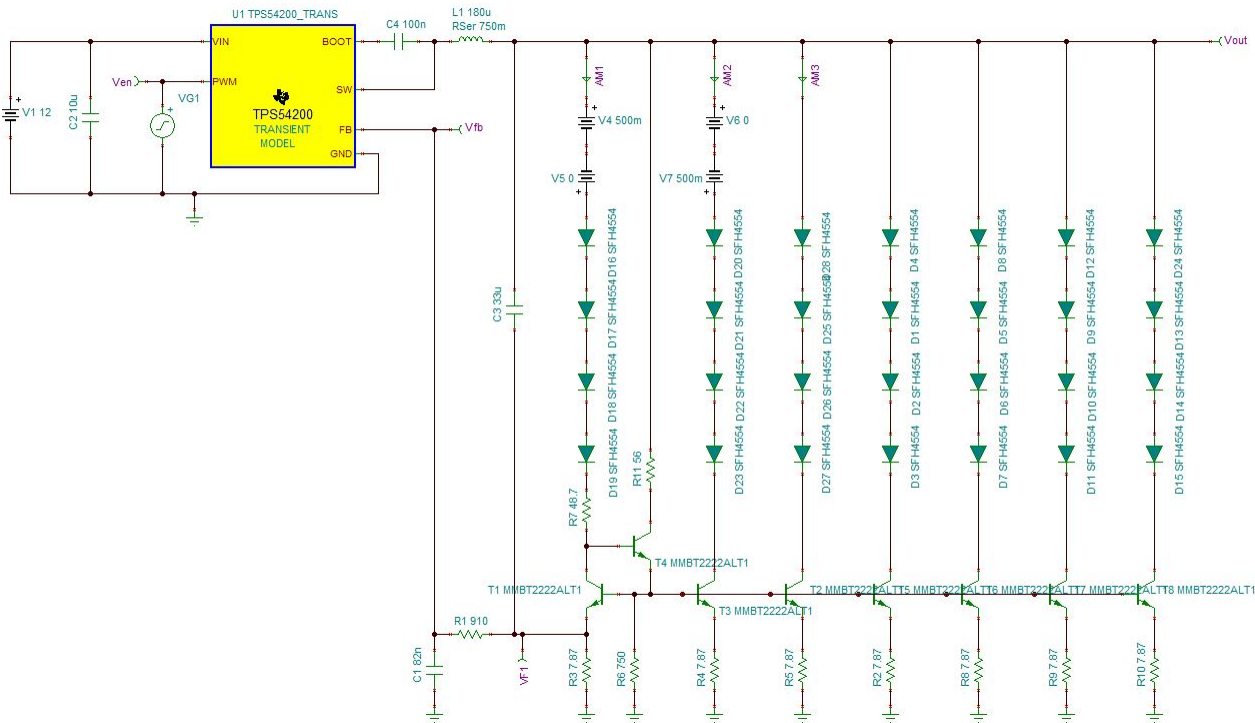 U1 TPS54200_TRANS
L1 180u
RSer 750m
C4 100n
VIN
BOOT
Vout
Ven
PWM
SW
AM1
AM2
AM3
V1 12
C2 10u
VG1
TPS54200
TRANSIENT
MODEL
FB
GND
Vfb
V4 500m
V6 0
V5 0
V7 500m
D16 SFH4554
D20 SFH4554
D28 SFH4554
D4 SFH4554
D8 SFH4554
D12 SFH4554
D24 SFH4554
C3 33u
D17 SFH4554
D21 SFH4554
D25 SFH4554
D1 SFH4554
D5 SFH4554
D9 SFH4554
D13 SFH4554
D18 SFH4554
D22 SFH4554
D26 SFH4554
D2 SFH4554
D6 SFH4554
D10 SFH4554
D14 SFH4554
D19 SFH4554
R11 56
D23 SFH4554
D27 SFH4554
D3 SFH4554
D7 SFH4554
D11 SFH4554
D15 SFH4554
R7 48.7
T4 MMBT2222ALT1
T1 MMBT2222ALT1
T2 MMBT2222ALT1
T5 MMBT2222ALT1
T6 MMBT2222ALT1
T7 MMBT2222ALT1
T8 MMBT2222ALT1
T3 MMBT2222ALT1
R1 910
C1 82n
VF1
R3 7.87
R6 750
R4 7.87
R5 7.87
R2 7.87
R8 7.87
R9 7.87
R10 7.87